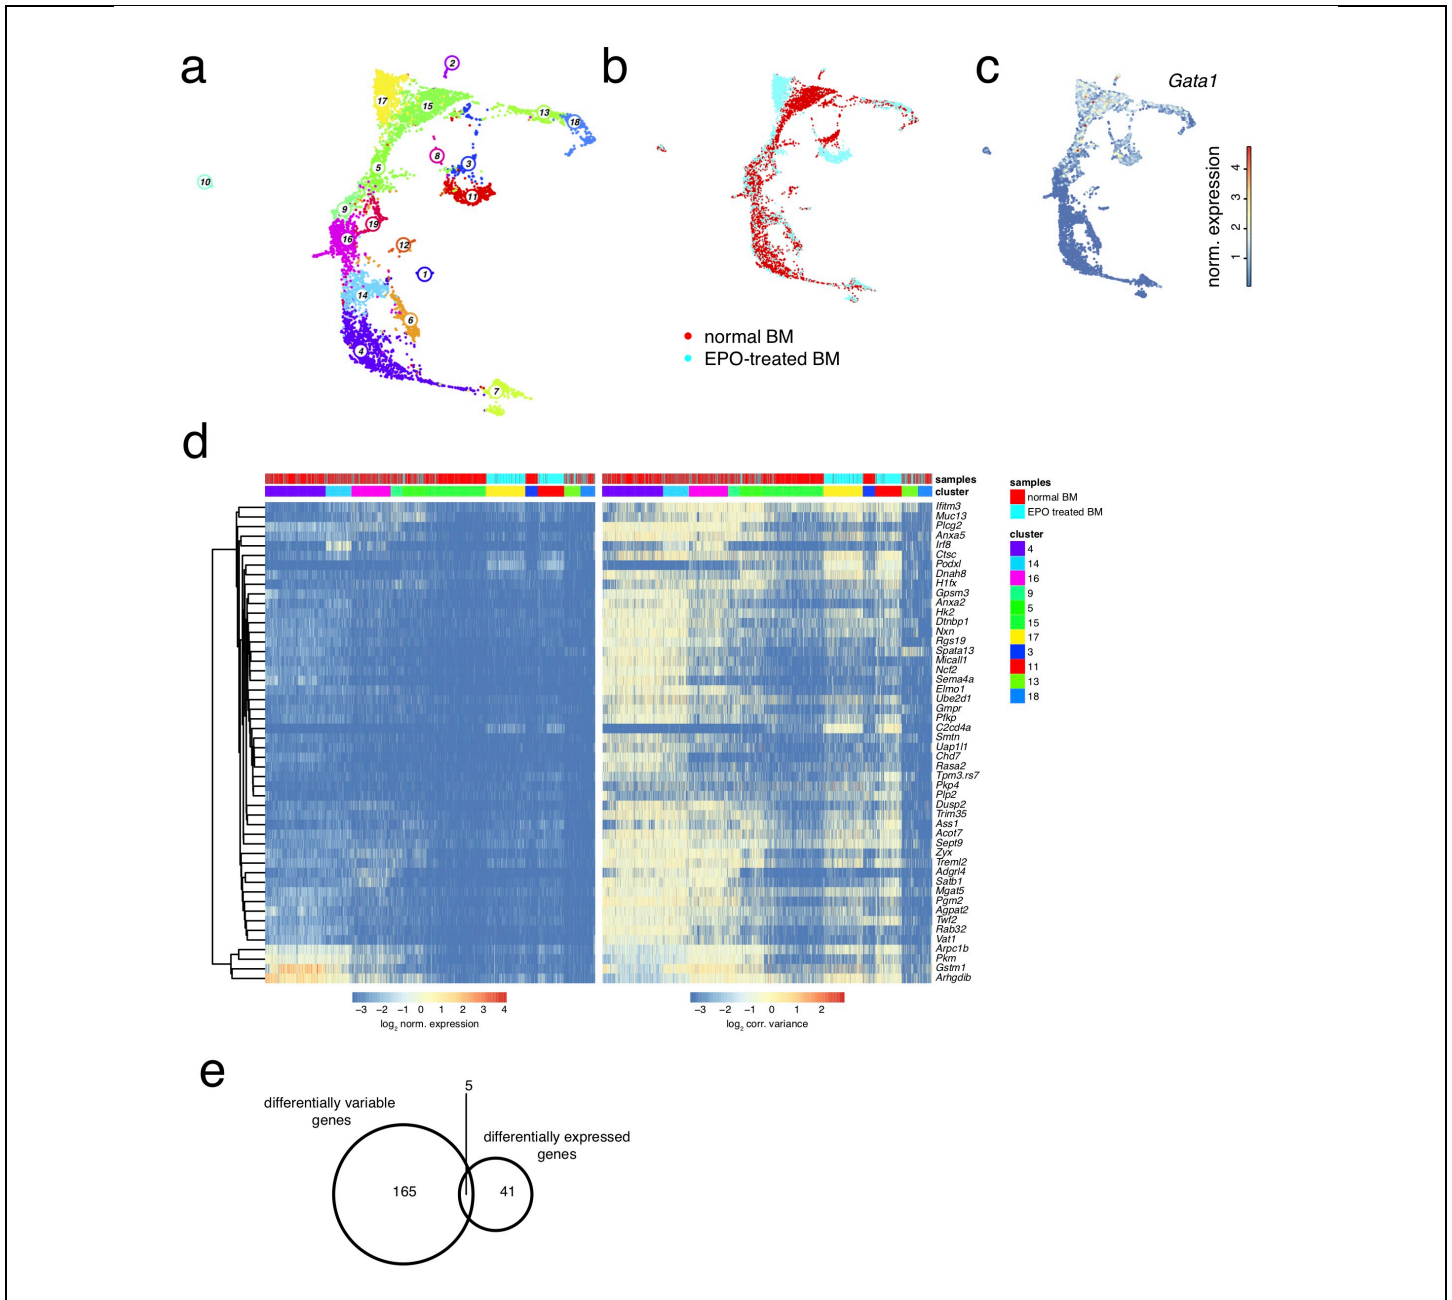 a
b
c
2
17
15
13
18
8
3
5
11
10
9
19
16
12
1
14
6
4
7
normal BM
EPO-treated BM
Gata1
norm. expression
4
3
2
1
d
samples
cluster
Ifitm3
Muc13
Plcg2
Anxa5
Irf8
Ctsc
Podxl
Dnah8
H1fx
Gpsm3
Anxa2
Hk2
Dtnbp1
Nxn
Rgs19
Spata13
Micall1
Ncf2
Sema4a
Elmo1
Ube2d1
Gmpr
Pfkp
C2cd4a
Smtn
Uap1l1
Chd7
Rasa2
Tpm3.rs7
Pkp4
Plp2
Dusp2
Trim35
Ass1
Acot7
Sept9
Zyx
Treml2
Adgrl4
Satb1
Mgat5
Pgm2
Agpat2
Twf2
Rab32
Vat1
Arpc1b
Pkm
Gstm1
Arhgdib
samples
normal BM
EPO treated BM
cluster
4
14
16
9
5
15
17
3
11
13
18
−3 −2 −1 0 1 2 3 4
log2 norm. expression
−3 −2 −1 0 1 2
log2 corr. variance
e
5
differentially variable
genes
differentially expressed
genes
165
41